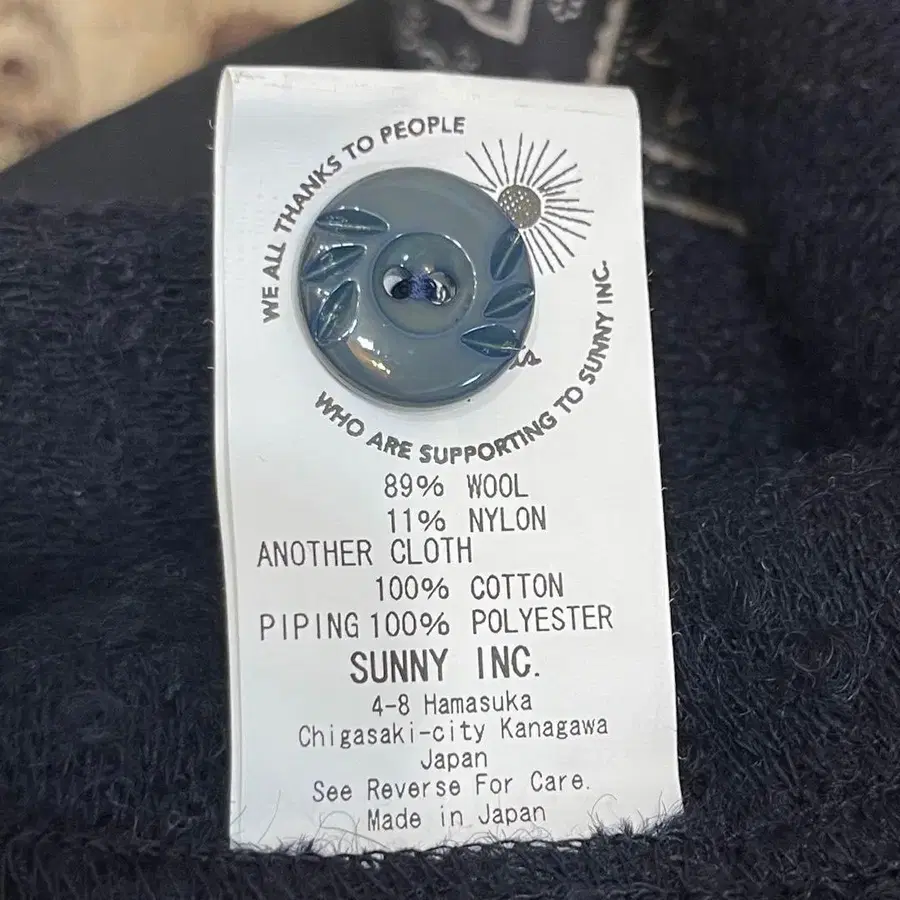 WE ALL THANKS TO PEOPLE
WHO ARE SUPPORTING TO SUNNY INC.
is
89% WOOL
11% NYLON
ANOTHER CLOTH
100% COTTON
PIPING 100% POLYESTER
SUNNY INC.
4-8 Hamasuka
Chigasaki-city Kanagawa
Japan
See Reverse For Care.
Made in Japan